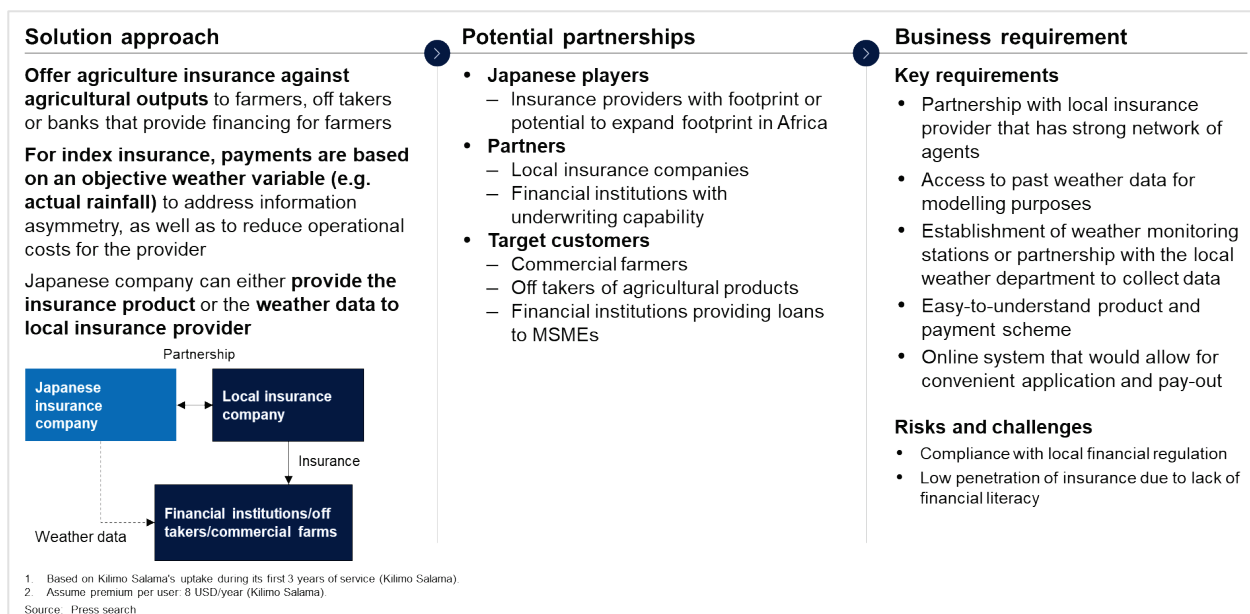 Solution approach
Offer agriculture insurance against
agricultural outputs to farmers, off takers
or banks that provide financing for farmers
For index insurance, payments are based
on an objective weather variable (e.g.
actual rainfall) to address information
asymmetry, as well as to reduce operational
costs for the provider
Japanese company can either provide the
insurance product or the weather data to
local insurance provider
Partnership
Japanese
insurance
company
Local insurance
company
Insurance
Financial institutions/off
takers/commercial farms
Weather data
Potential partnerships
• Japanese players
– Insurance providers with footprint or
potential to expand footprint in Africa
• Partners
– Local insurance companies
– Financial institutions with
underwriting capability
• Target customers
– Commercial farmers
– Off takers of agricultural products
– Financial institutions providing loans
to MSMEs
Business requirement
Key requirements
• Partnership with local insurance
provider that has strong network of
agents
• Access to past weather data for
modelling purposes
• Establishment of weather monitoring
stations or partnership with the local
weather department to collect data
• Easy-to-understand product and
payment scheme
• Online system that would allow for
convenient application and pay-out
Risks and challenges
• Compliance with local financial regulation
• Low penetration of insurance due to lack of
financial literacy
1. Based on Kilimo Salama's uptake during its first 3 years of service (Kilimo Salama).
2. Assume premium per user: 8 USD/year (Kilimo Salama).
Source: Press search